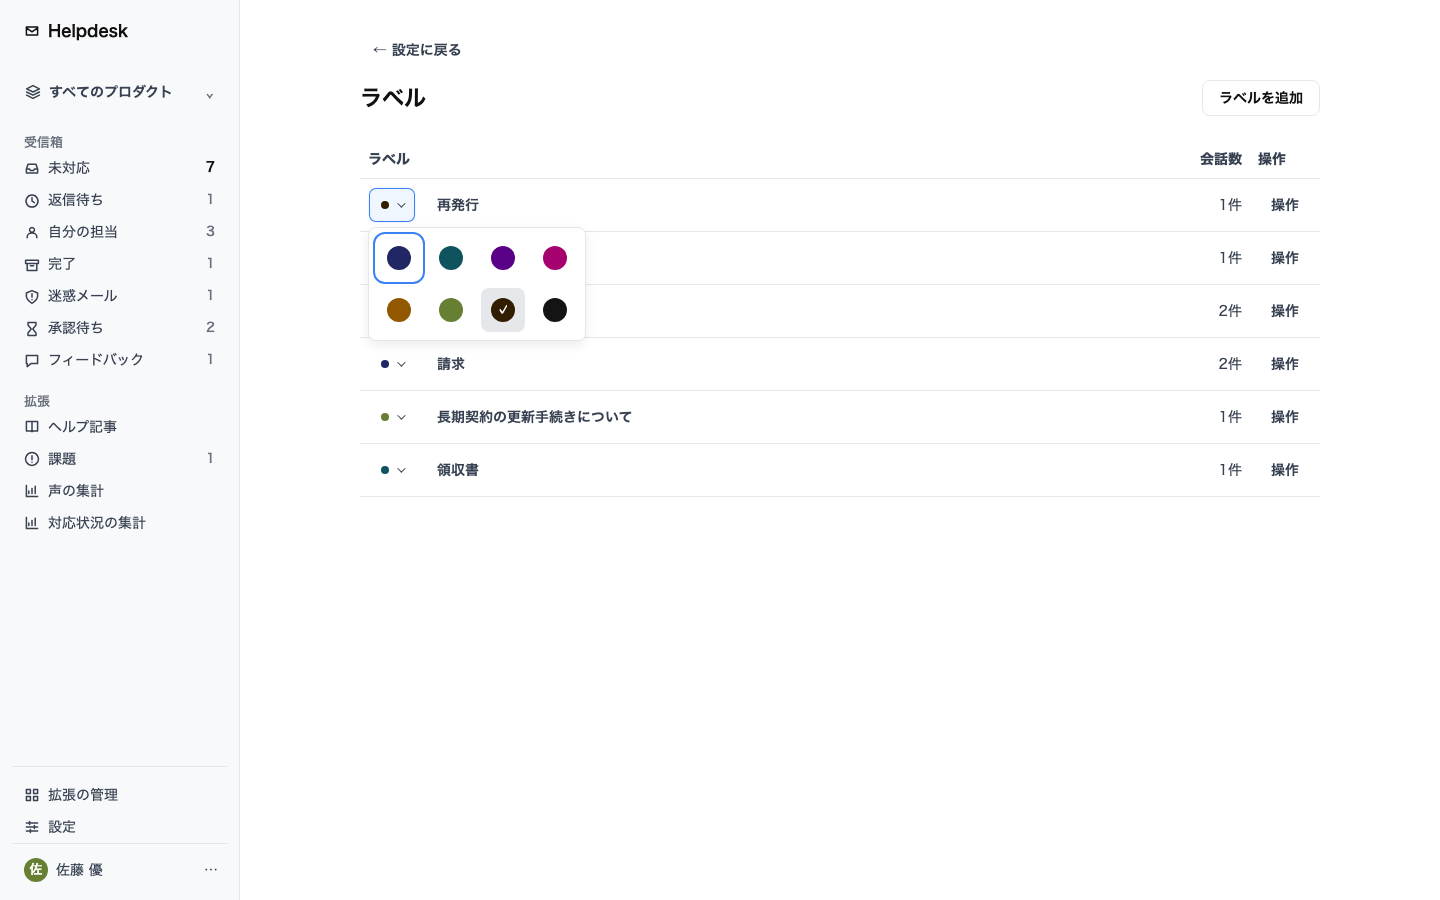 Helpdesk
すべてのプロダクト
受信箱
未対応 7
返信待ち 1
自分の担当 3
完了 1
迷惑メール 1
承認待ち 2
フィードバック 1
拡張
ヘルプ記事
課題 1
声の集計
対応状況の集計
拡張の管理
設定
佐 佐藤 優 …
← 設定に戻る
ラベル
ラベルを追加
ラベル 会話数 操作
再発行 1件 操作
1件 操作
2件 操作
請求 2件 操作
長期契約の更新手続きについて 1件 操作
領収書 1件 操作